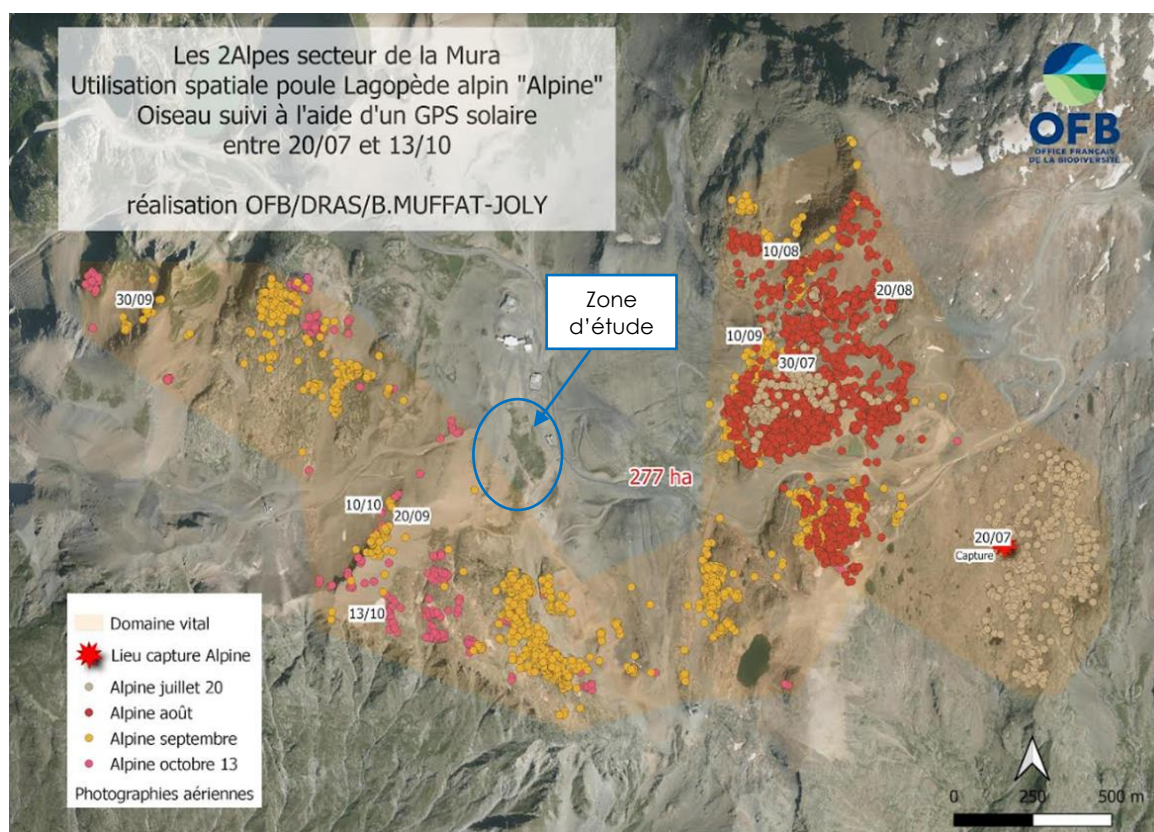 Les 2Alpes secteur de la Mura
Utilisation spatiale poule Lagopède alpin "Alpine"
Oiseau suivi à l'aide d'un GPS solaire
entre 20/07 et 13/10
réalisation OFB/DRAS/B.MUFFAT-JOLY
OFB
OFFICE FRANÇAIS
DE LA BIODIVERSITÉ
10/08
30/09
20/08
Zone
d'étude
10/09
30/07
277 ha
10/10
20/09
20/07
Capture
13/10
Domaine vital
Lieu capture Alpine
Alpine juillet 20
Alpine août
Alpine septembre
Alpine octobre 13
Photographies aériennes
0 250 500 m